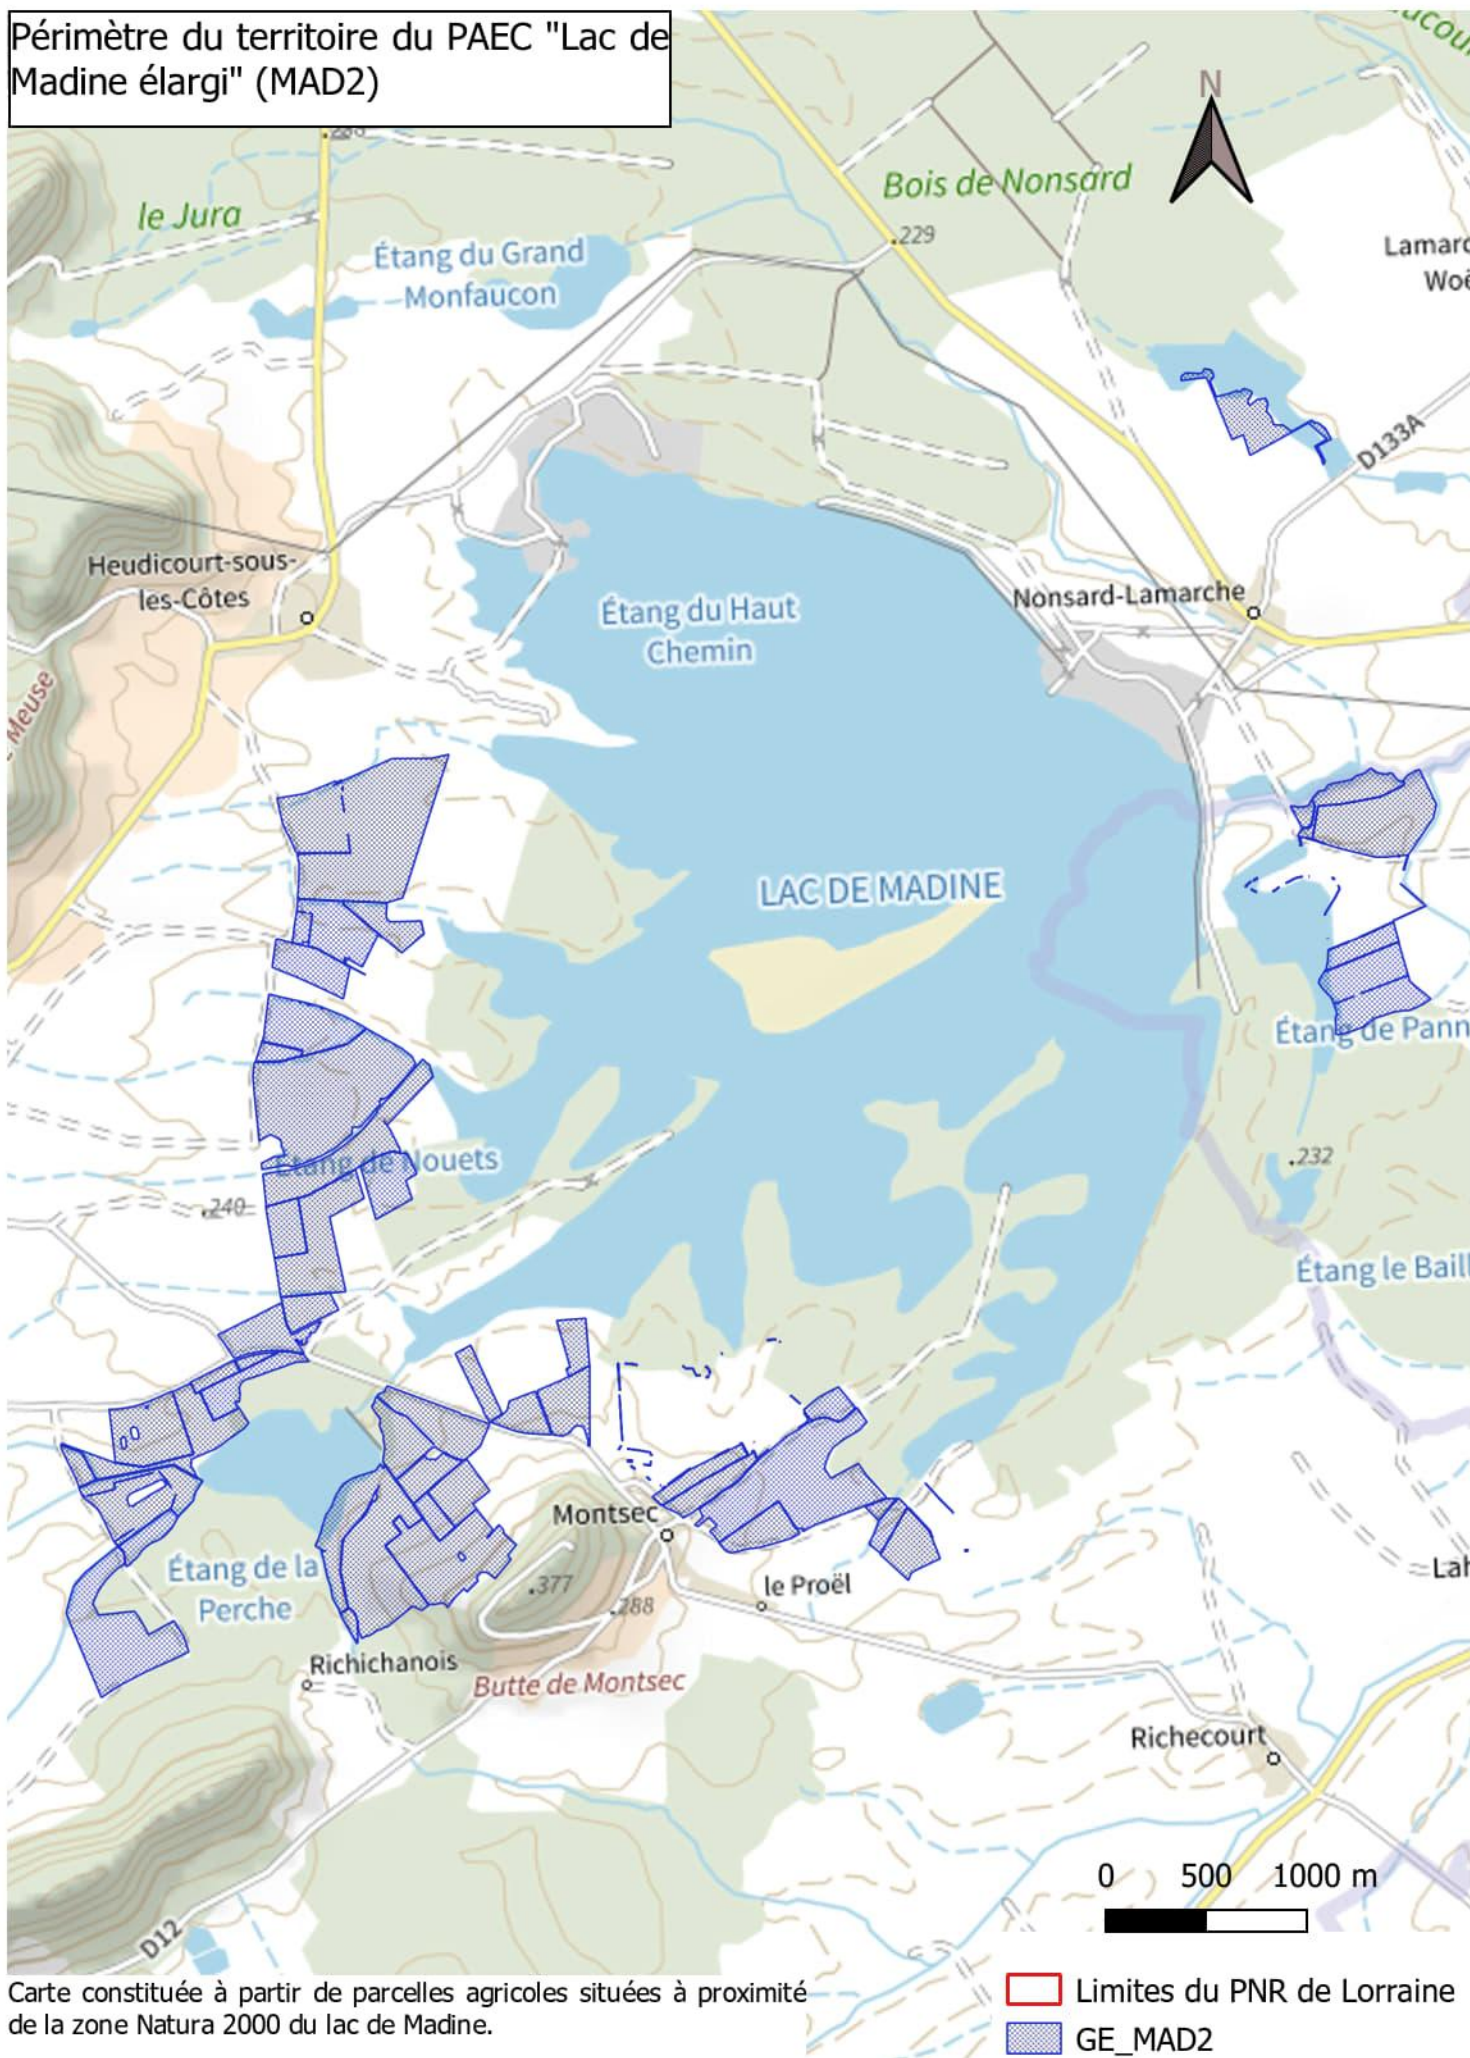 Périmètre du territoire du PAEC "Lac de
Madine élargi" (MAD2)
N
Bois de Nonsard
le Jura
229
Étang du Grand
Monfaucon
Lamarc
Woë
D133A
Heudicourt-sous-
les-Côtes
Étang du Haut
Chemin
Nonsard-Lamarche
Meuse
LAC DE MADINE
Étang de Pann
Étang de Nouets
232
240
Étang le Baill
Montsec
Étang de la
Perche
377
288
le Proël
Lah
Richichanois
Butte de Montsec
Richecourt
D12
0 500 1000 m
Carte constituée à partir de parcelles agricoles situées à proximité
de la zone Natura 2000 du lac de Madine.
Limites du PNR de Lorraine
GE_MAD2